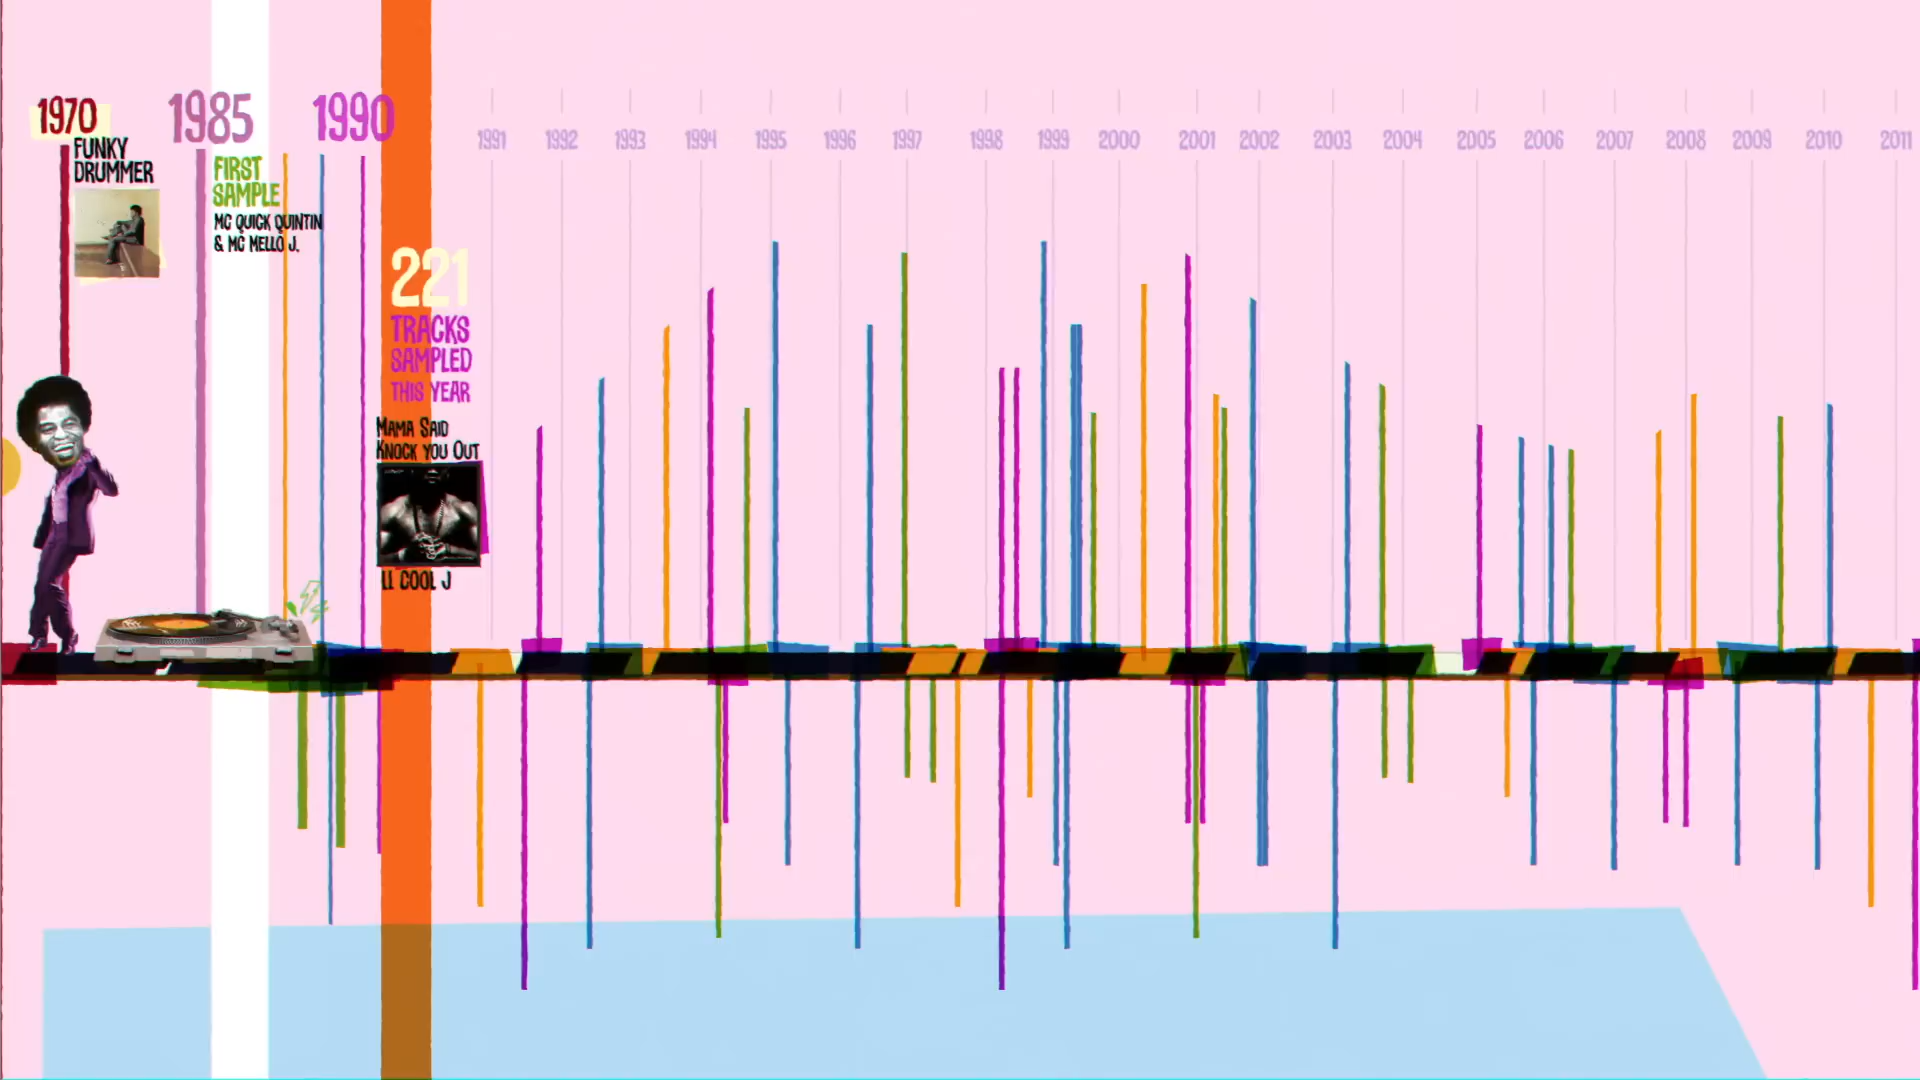 1970
FUNKY
DRUMMER
1985
FIRST
SAMPLE
MC QUICK QUINTIN
& MC MELLO J.
1990
221
TRACKS
SAMPLED
THIS YEAR
MAMA SAID
KNOCK YOU OUT
LL COOL J
1991 1992 1993 1994 1995 1996 1997 1998 1999 2000 2001 2002 2003 2004 2005 2006 2007 2008 2009 2010 2011